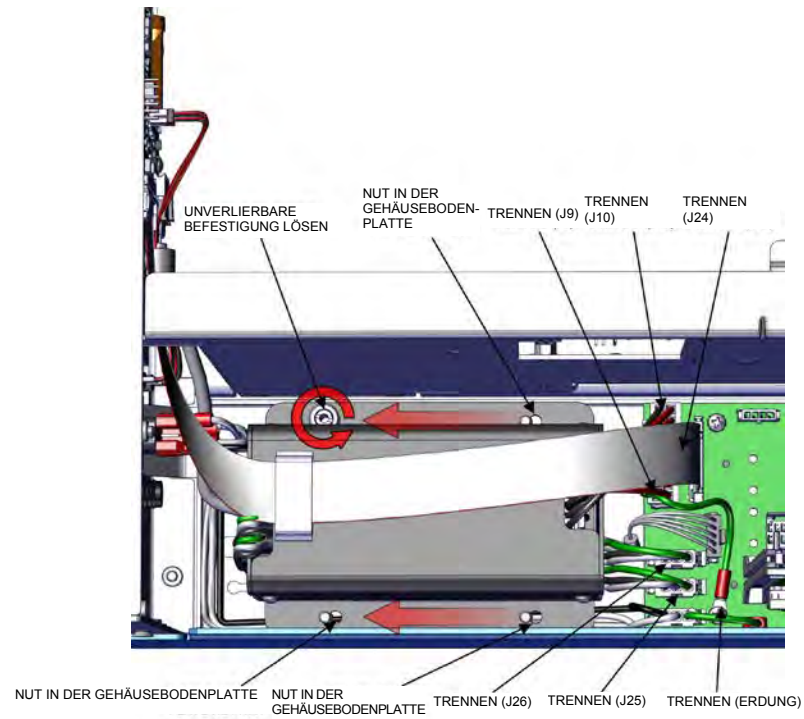 UNVERLIERBARE
BEFESTIGUNG LÖSEN
NUT IN DER
GEHÄUSEBODEN-
PLATTE
TRENNEN (J9)
TRENNEN
(J10)
TRENNEN
(J24)
NUT IN DER GEHÄUSEBODENPLATTE
NUT IN DER
GEHÄUSEBODENPLATTE
TRENNEN (J26)
TRENNEN (J25)
TRENNEN (ERDUNG)